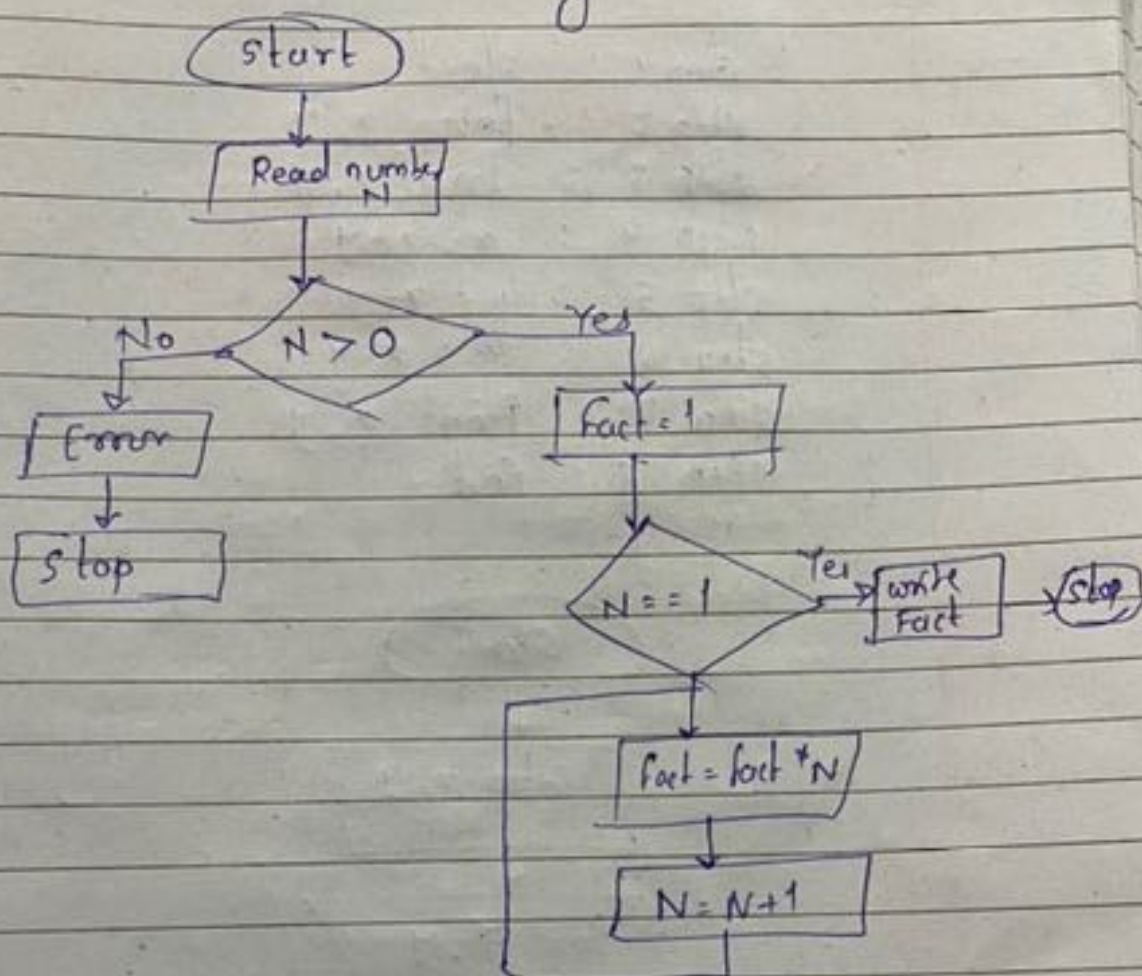 Start
Read number
N
N > 0
No
Yes
Error
Stop
Fact = 1
N == 1
Yes
write
Fact
Stop
fact = fact * N
N = N+1